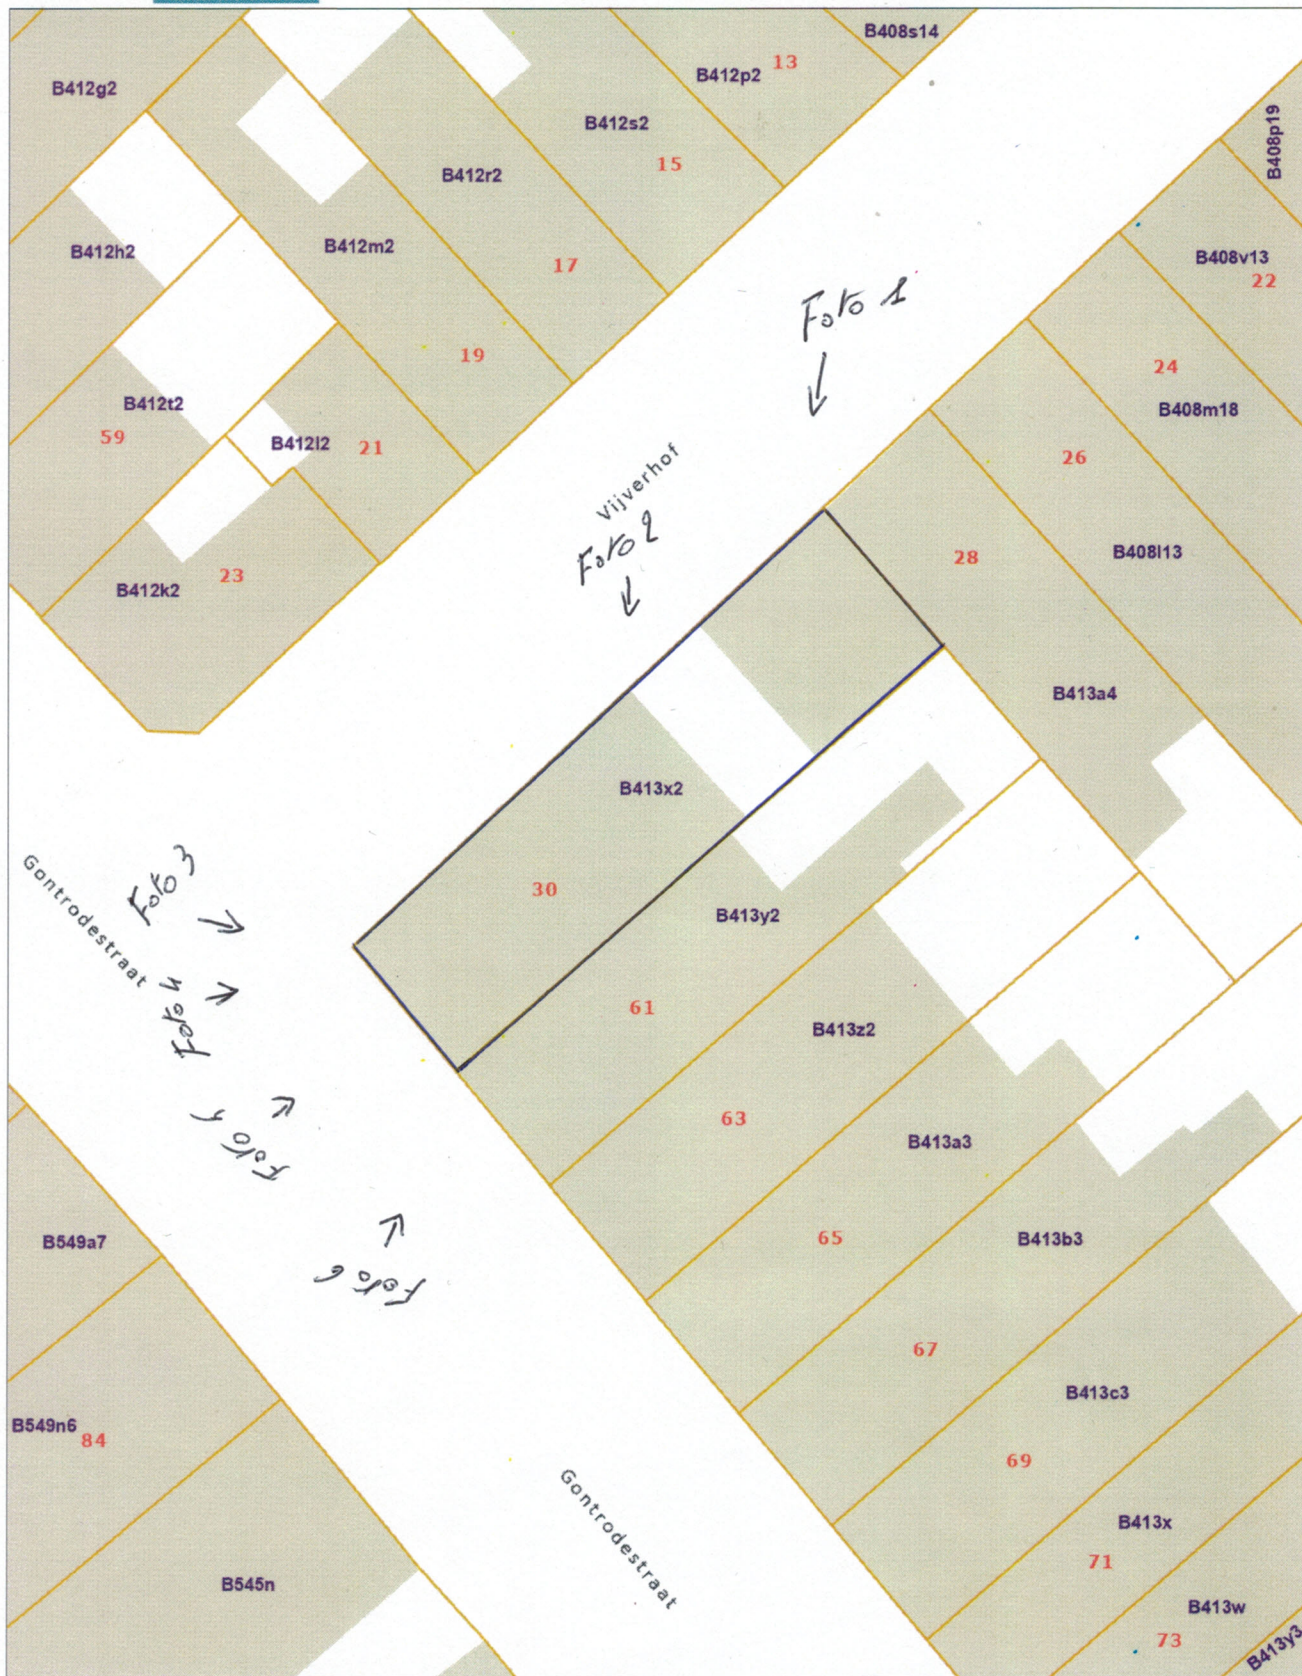 B408s14
B412p2
13
B412g2
B412s2
15
B408p19
B412r2
B412m2
B412h2
17
B408v13
22
Foto 1
19
24
B412t2
B408m18
59
B412l2
21
26
Vijverhof
Foto 2
B408l13
28
23
B412k2
B413a4
B413x2
30
Gontrodestraat
Foto 3
B413y2
61
Foto 4
B413z2
63
Foto 5
B413a3
65
B413b3
B549a7
Foto 6
67
B413c3
B549n6
84
69
Gontrodestraat
B413x
71
B545n
B413w
73
B413y3